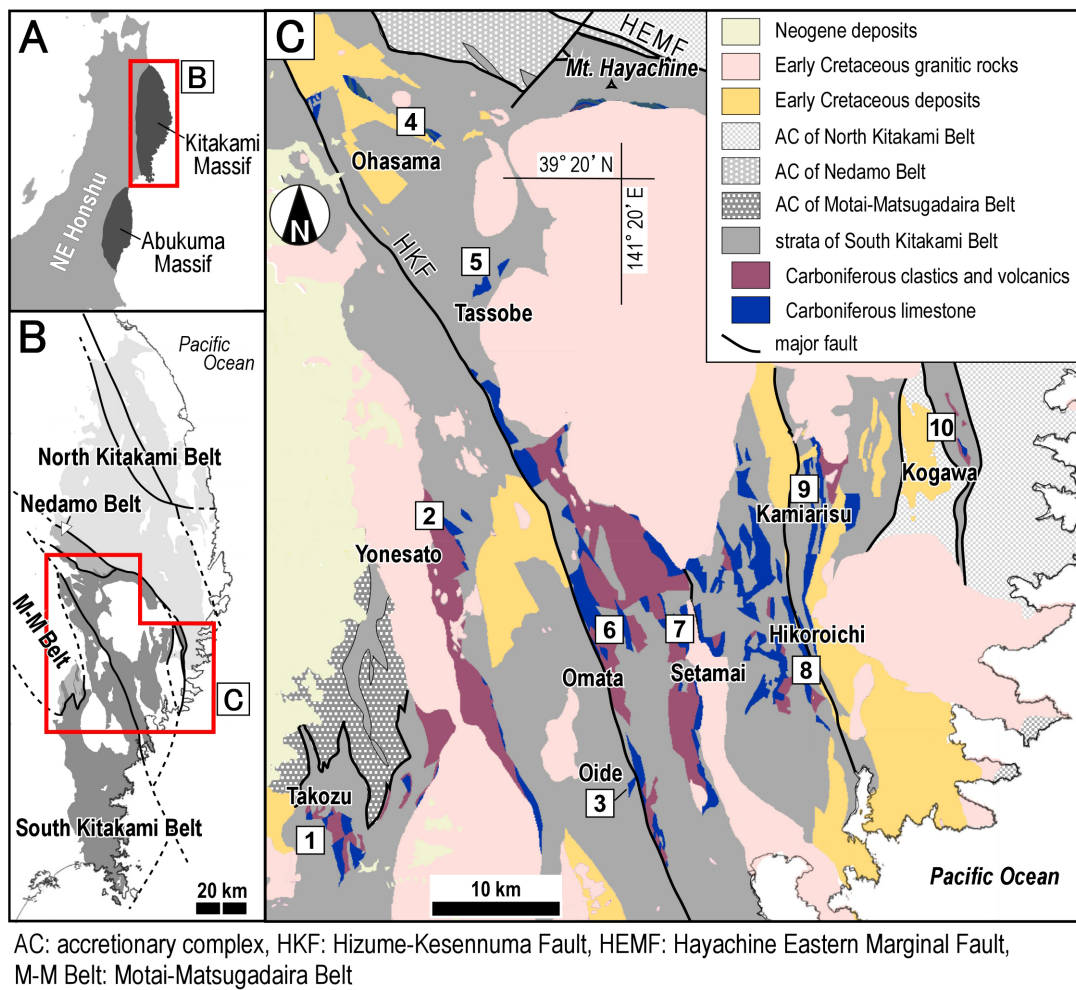 A
B
Kitakami
Massif
NE Honshu
Abukuma
Massif
B
Pacific
Ocean
North Kitakami Belt
Nedamo Belt
M-M Belt
C
South Kitakami Belt
20 km
C
HEMF
Mt. Hayachine
4
Ohasama
39° 20' N
141° 20' E
N
HKF
5
Tassobe
10
Kogawa
9
Kamiarisu
2
Yonesato
6
7
Hikoroichi
Omata
Setamai
8
Oide
3
Takozu
1
10 km
Pacific Ocean
Neogene deposits
Early Cretaceous granitic rocks
Early Cretaceous deposits
AC of North Kitakami Belt
AC of Nedamo Belt
AC of Motai-Matsugadaira Belt
strata of South Kitakami Belt
Carboniferous clastics and volcanics
Carboniferous limestone
major fault
AC: accretionary complex, HKF: Hizume-Kesennuma Fault, HEMF: Hayachine Eastern Marginal Fault,
M-M Belt: Motai-Matsugadaira Belt